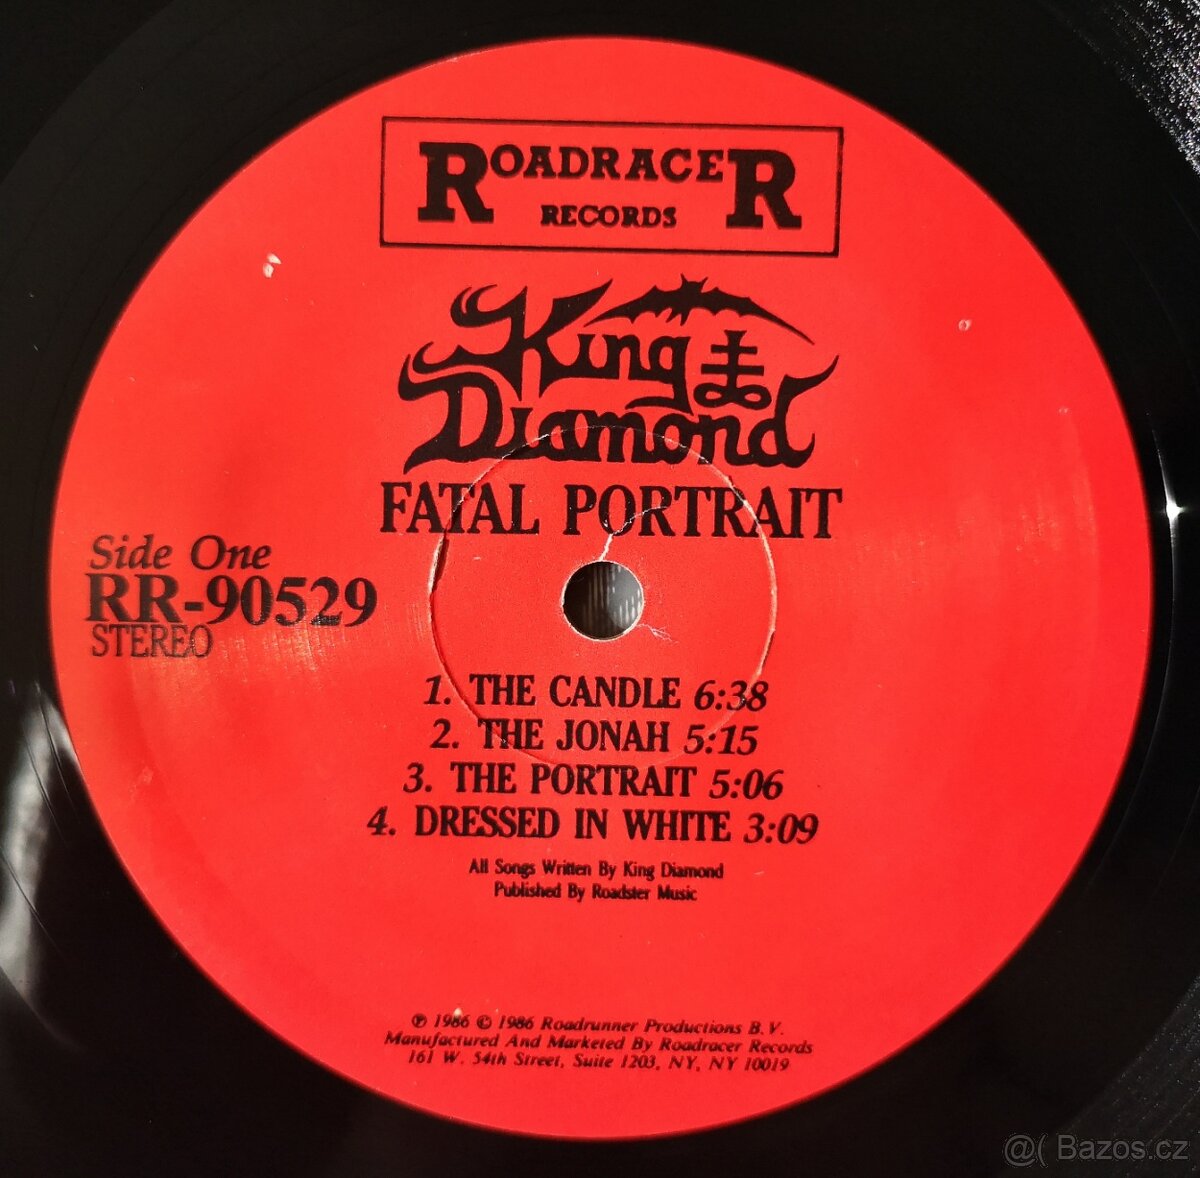 ROADRACER
RECORDS
King
Diamond
FATAL PORTRAIT
Side One
RR-90529
STEREO
1. THE CANDLE 6:38
2. THE JONAH 5:15
3. THE PORTRAIT 5:06
4. DRESSED IN WHITE 3:09
All Songs Written By King Diamond
Published By Roadster Music
℗ 1986 © 1986 Roadrunner Productions B.V.
Manufactured And Marketed By Roadracer Records
161 W. 54th Street, Suite 1203, NY, NY 10019
@( Bazos.cz